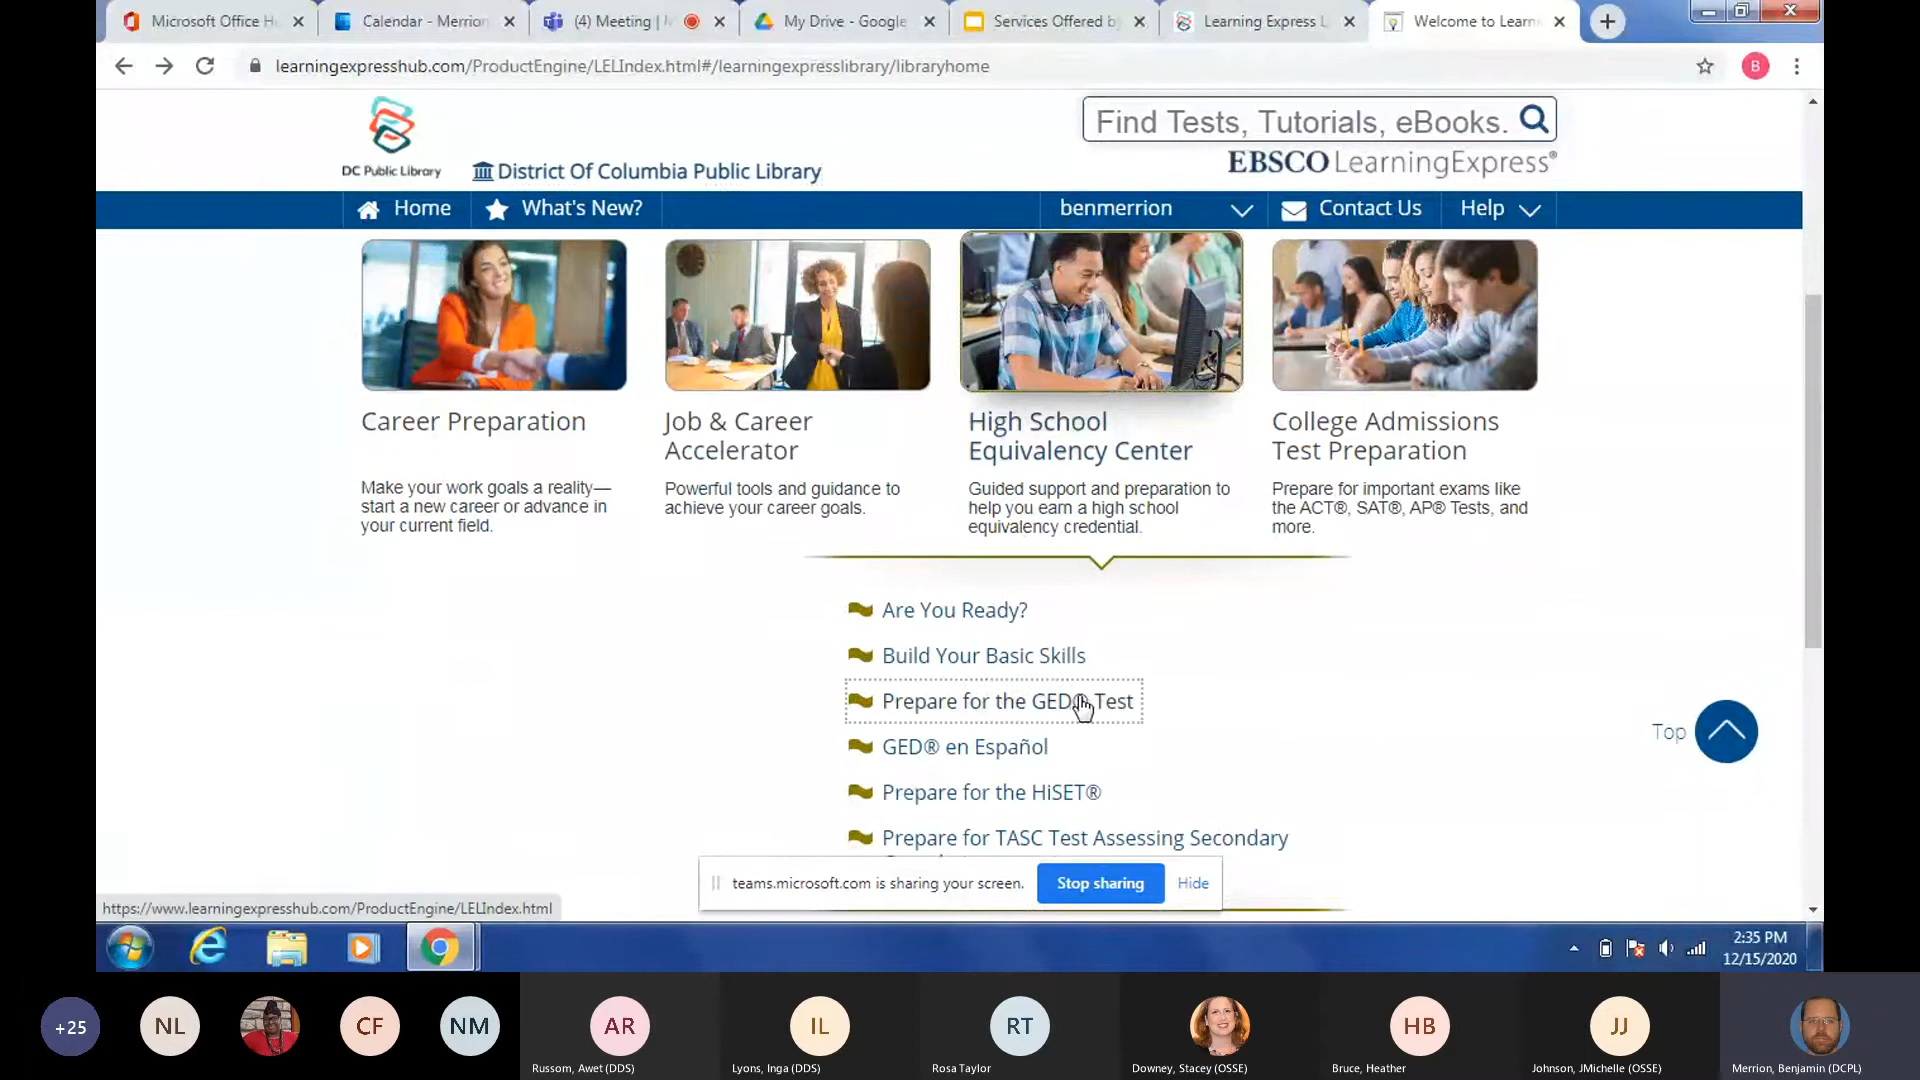 Microsoft Office H
Calendar - Merrion
(4) Meeting |
My Drive - Google
Services Offered b
Learning Express L
Welcome to Learn
learningexpresshub.com/ProductEngine/LELIndex.html#/learningexpresslibrary/libraryhome
B
DC Public Library
District Of Columbia Public Library
Find Tests, Tutorials, eBooks.
EBSCO LearningExpress®
Home
What's New?
benmerrion
Contact Us
Help
Career Preparation
Make your work goals a reality—
start a new career or advance in
your current field.
Job & Career
Accelerator
Powerful tools and guidance to
achieve your career goals.
High School
Equivalency Center
Guided support and preparation to
help you earn a high school
equivalency credential.
College Admissions
Test Preparation
Prepare for important exams like
the ACT®, SAT®, AP® Tests, and
more.
Are You Ready?
Build Your Basic Skills
Prepare for the GED® Test
GED® en Español
Prepare for the HiSET®
Prepare for TASC Test Assessing Secondary
Top
teams.microsoft.com is sharing your screen.
Stop sharing
Hide
https://www.learningexpresshub.com/ProductEngine/LELIndex.html
2:35 PM
12/15/2020
+25
NL
CF
NM
AR
Russom, Awet (DDS)
IL
Lyons, Inga (DDS)
RT
Rosa Taylor
Downey, Stacey (OSSE)
HB
Bruce, Heather
JJ
Johnson, JMichelle (OSSE)
Merrion, Benjamin (DCPL)